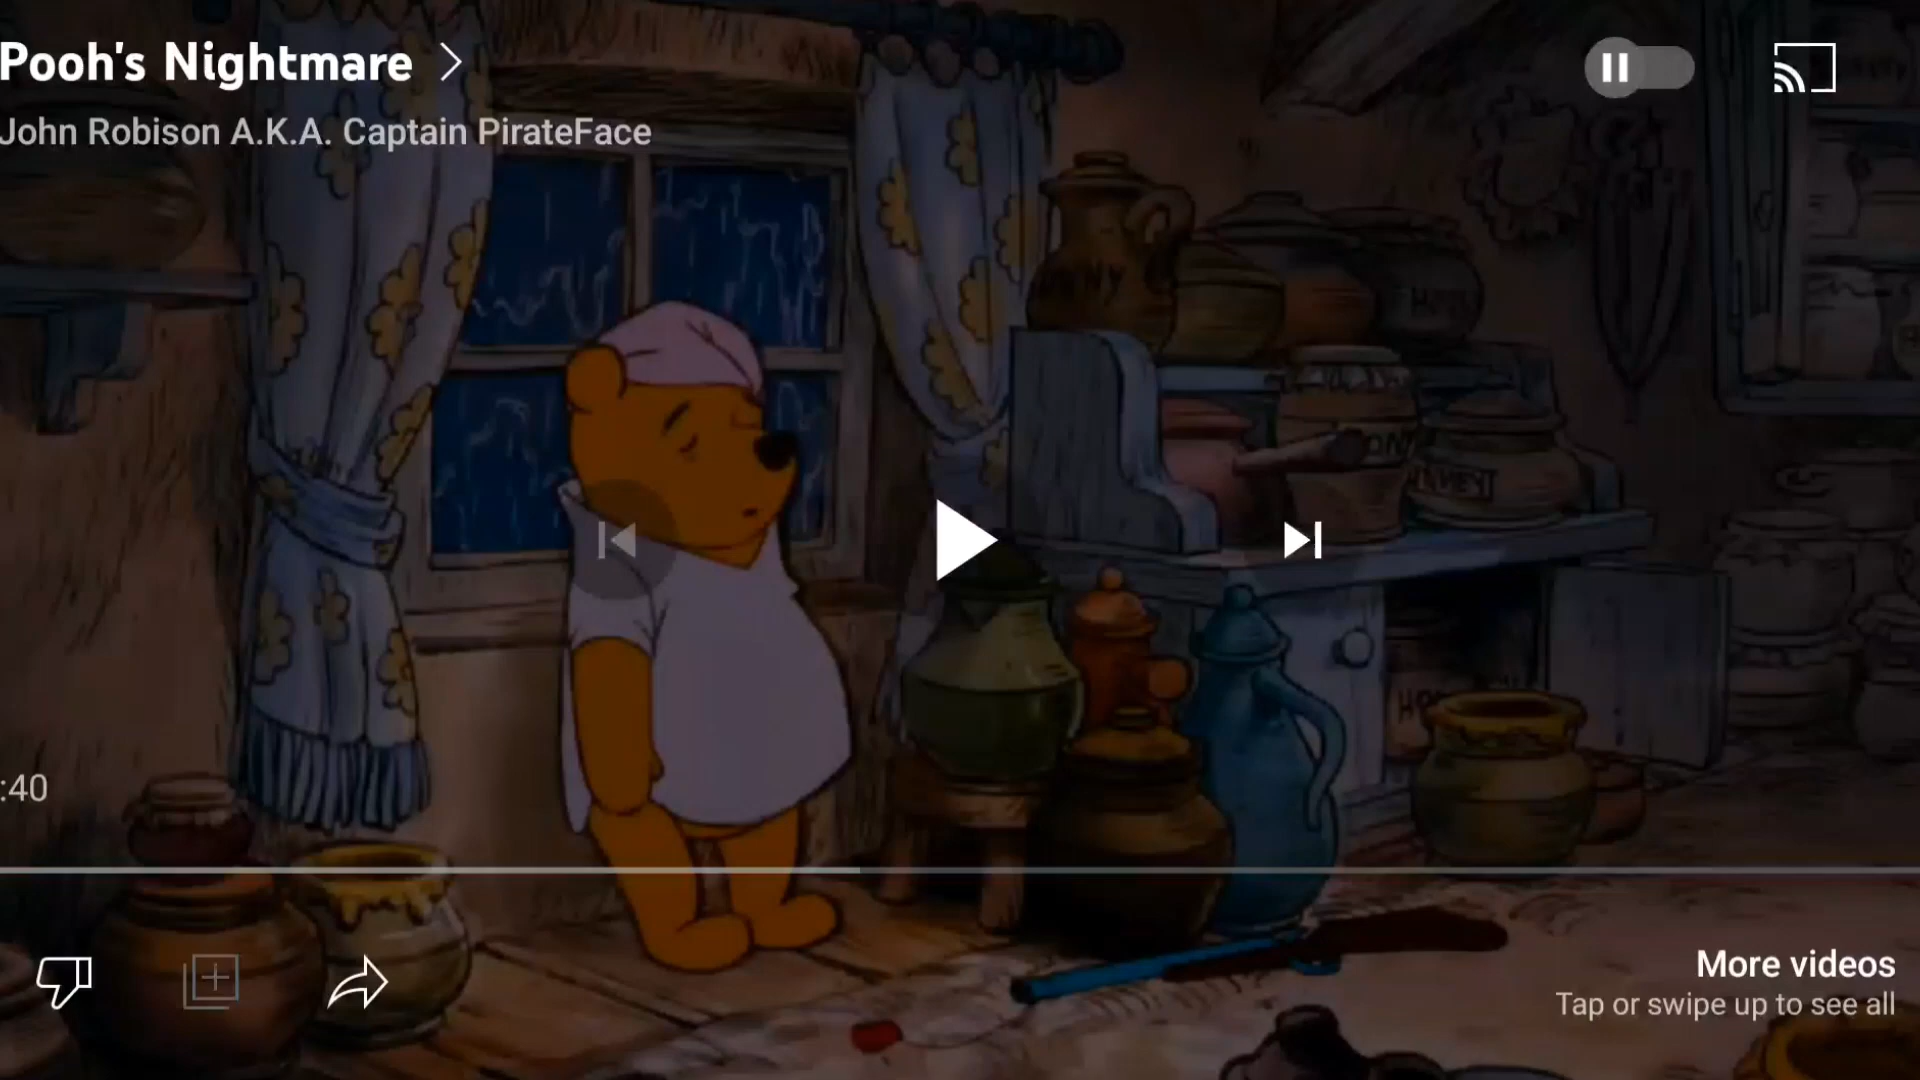 Pooh's Nightmare
John Robison A.K.A. Captain PirateFace
:40
More videos
Tap or swipe up to see all